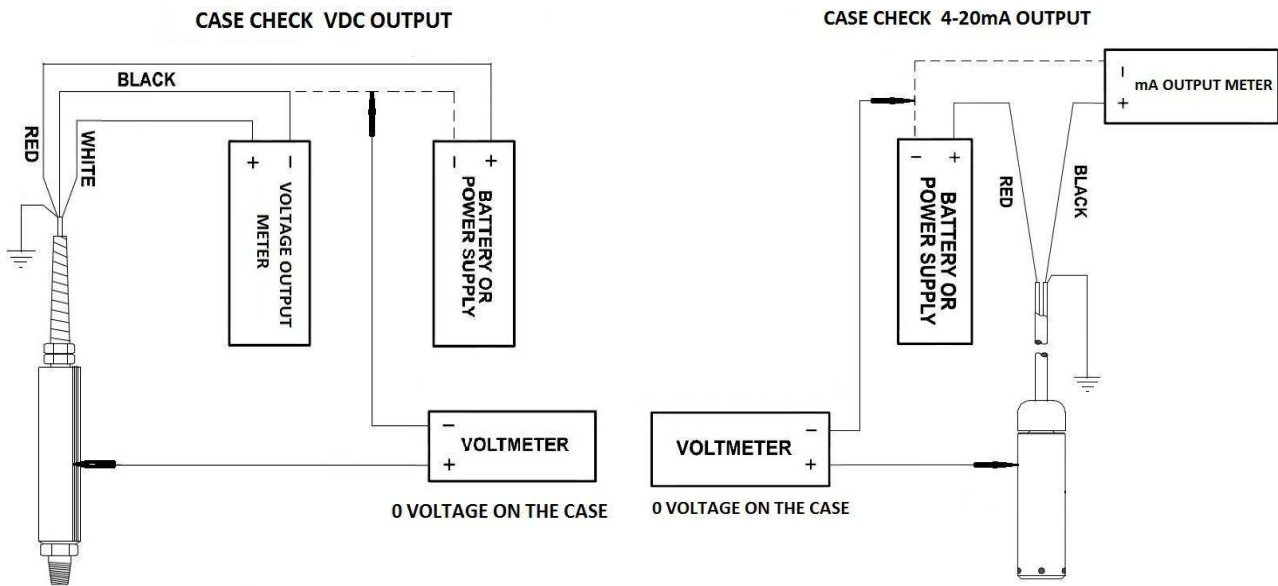 CASE CHECK VDC OUTPUT
BLACK
RED
WHITE
+ −
VOLTAGE OUTPUT
METER
− +
BATTERY OR
POWER SUPPLY
−
VOLTMETER
+
0 VOLTAGE ON THE CASE
CASE CHECK 4-20mA OUTPUT
−
mA OUTPUT METER
+
− +
BATTERY OR
POWER SUPPLY
RED
BLACK
−
VOLTMETER
+
0 VOLTAGE ON THE CASE